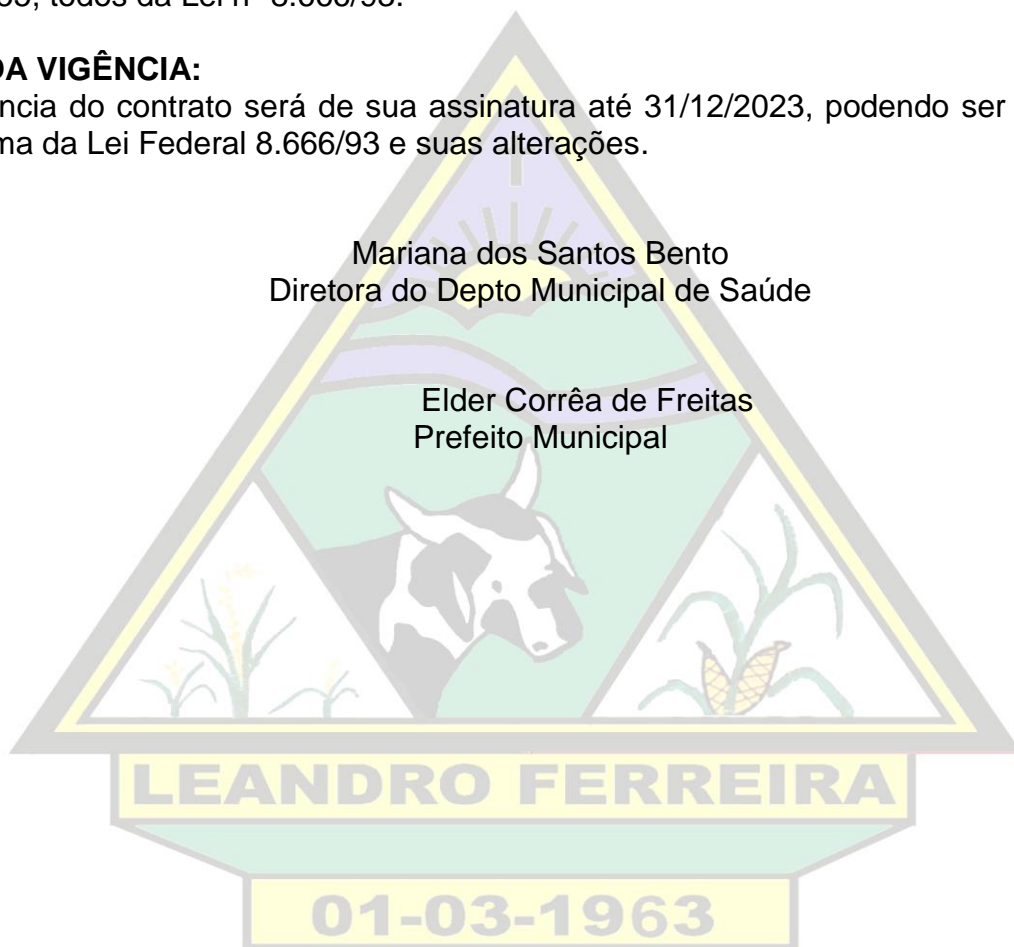 todos da Lei nº 8.666/93.
DA VIGÊNCIA:
ncia do contrato será de sua assinatura até 31/12/2023, podendo ser
ma da Lei Federal 8.666/93 e suas alterações.
Mariana dos Santos Bento
Diretora do Depto Municipal de Saúde
Elder Corrêa de Freitas
Prefeito Municipal
LEANDRO FERREIRA
01-03-1963